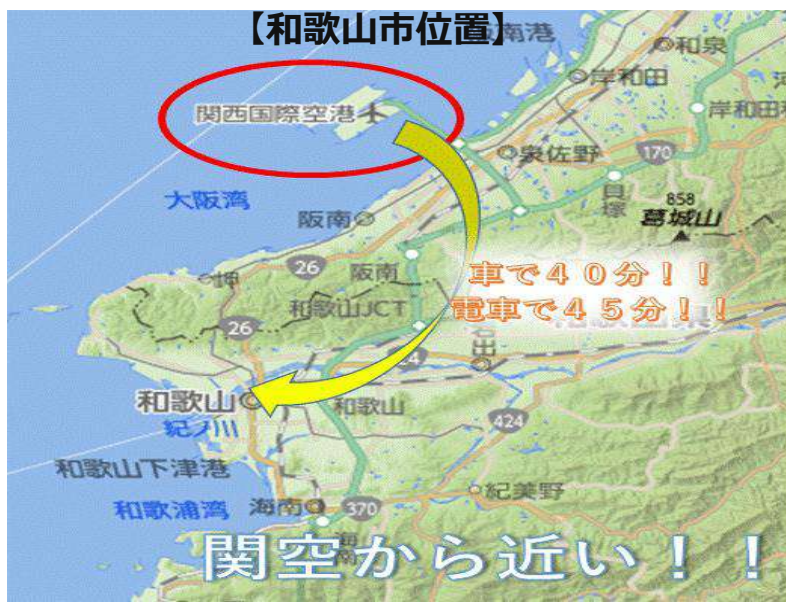 【和歌山市位置】
阪南港
和泉
岸和田
関西国際空港
泉佐野
170
貝塚
858
葛城山
大阪湾
阪南
26
阪南
車で40分!!
電車で45分!!
和歌山JCT
26
24
和歌山
和歌山
紀ノ川
424
和歌山下津港
紀美野
和歌浦湾
海南
370
関空から近い!!